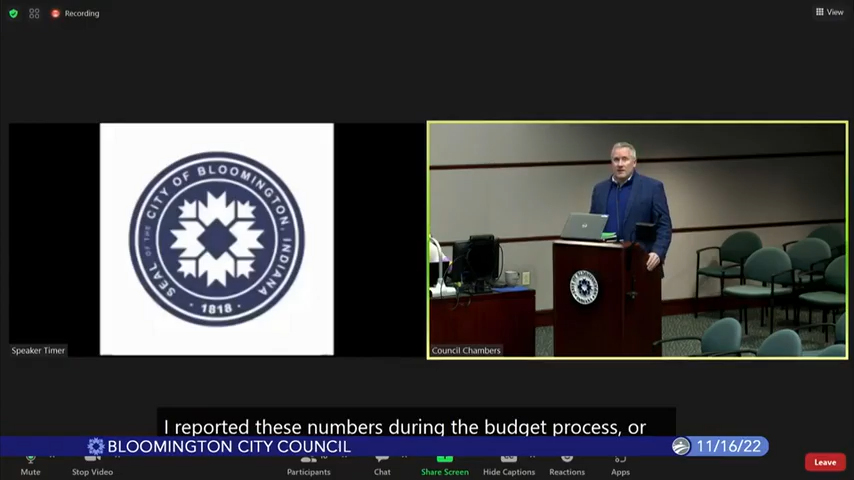 Recording
View
SEAL OF THE CITY OF BLOOMINGTON, INDIANA
· 1818 ·
Speaker Timer
Council Chambers
I reported these numbers during the budget process, or
BLOOMINGTON CITY COUNCIL
11/16/22
Mute
Stop Video
Participants
Chat
Share Screen
Hide Captions
Reactions
Apps
Leave